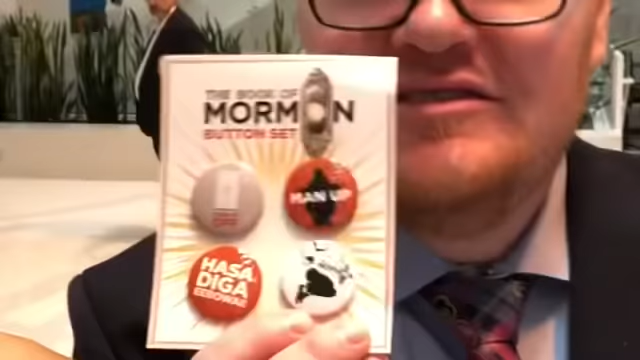 THE BOOK OF
MORMON
BUTTON SET
MAN UP
HASA
DIGA
EEBOWAI